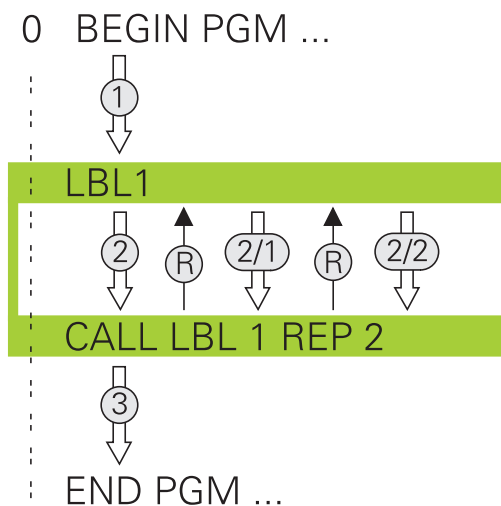 0 BEGIN PGM ...
1
LBL1
2 R 2/1 R 2/2
CALL LBL 1 REP 2
3
END PGM ...